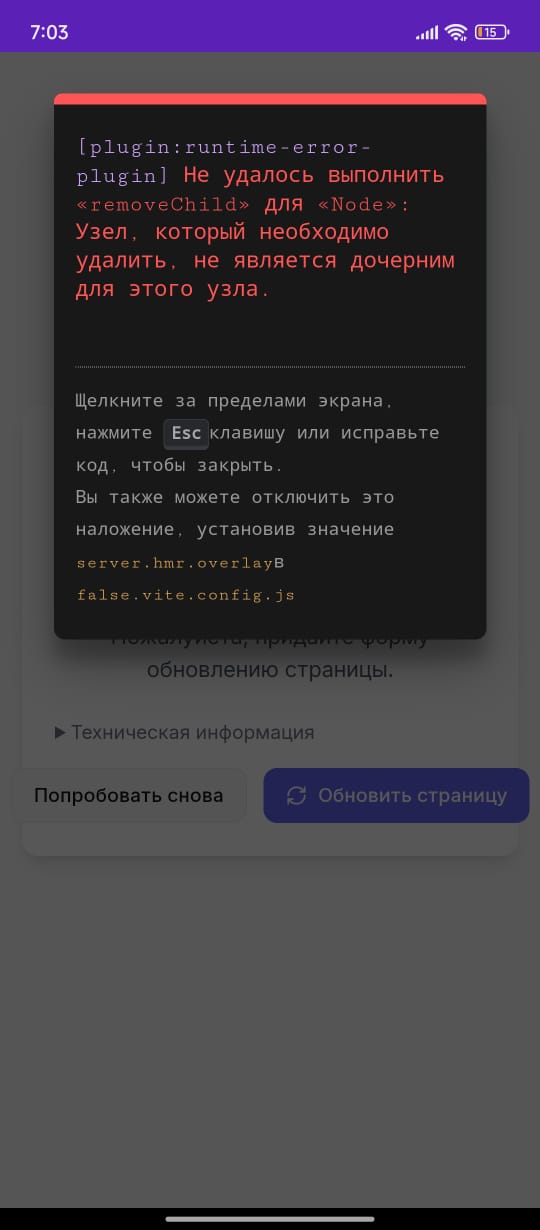 7:03
15
[plugin:runtime-error-
plugin] Не удалось выполнить
«removeChild» для «Node»:
Узел, который необходимо
удалить, не является дочерним
для этого узла.
Щелкните за пределами экрана,
нажмите Esc клавишу или исправьте
код, чтобы закрыть.
Вы также можете отключить это
наложение, установив значение
server.hmr.overlayв
false.vite.config.js
Пожалуйста, придайте форму
обновлению страницы.
Техническая информация
Попробовать снова
Обновить страницу